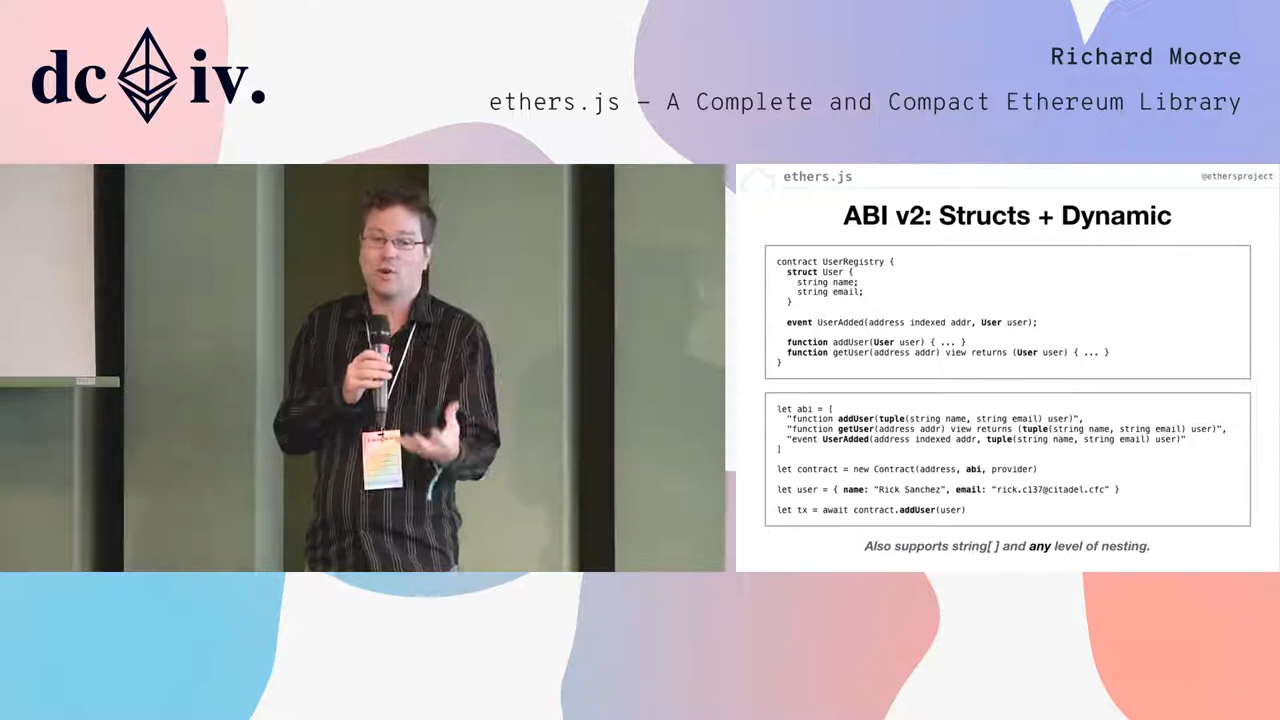 dc iv.
Richard Moore
ethers.js – A Complete and Compact Ethereum Library
ethers.js
@ethersproject
ABI v2: Structs + Dynamic
contract UserRegistry {
struct User {
string name;
string email;
}
event UserAdded(address indexed addr, User user);
function addUser(User user) { ... }
function getUser(address addr) view returns (User user) { ... }
}
let abi = [
"function addUser(tuple(string name, string email) user)",
"function getUser(address addr) view returns (tuple(string name, string email) user)",
"event UserAdded(address indexed addr, tuple(string name, string email) user)"
]
let contract = new Contract(address, abi, provider)
let user = { name: “Rick Sanchez”, email: “rick.c137@citadel.cfc” }
let tx = await contract.addUser(user)
Also supports string[ ] and any level of nesting.